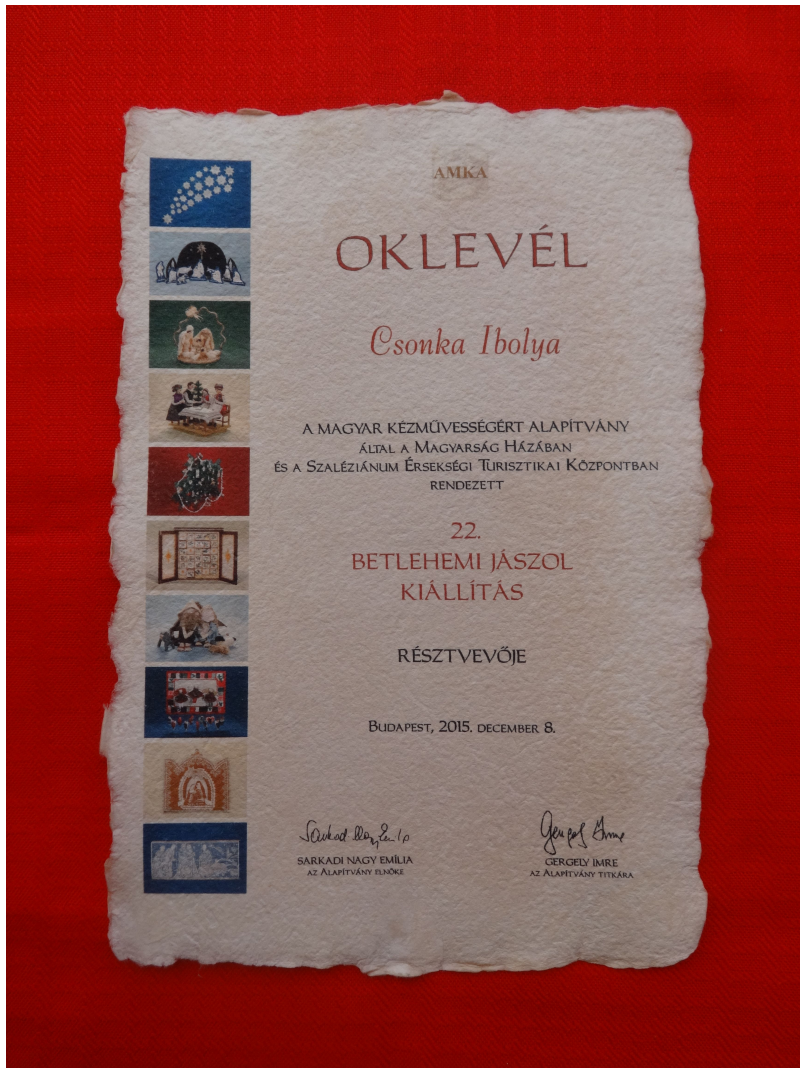 AMKA
OKLEVÉL
Csonka Ibolya
A MAGYAR KÉZMŰVESSÉGÉRT ALAPÍTVÁNY
ÁLTAL A MAGYARSÁG HÁZÁBAN
ÉS A SZALÉZIÁNUM ÉRSEKSÉGI TURISZTIKAI KÖZPONTBAN
RENDEZETT
22.
BETLEHEMI JÁSZOL
KIÁLLÍTÁS
RÉSZTVEVŐJE
BUDAPEST, 2015. DECEMBER 8.
SARKADI NAGY EMÍLIA
AZ ALAPÍTVÁNY ELNÖKE
GERGELY IMRE
AZ ALAPÍTVÁNY TITKÁRA